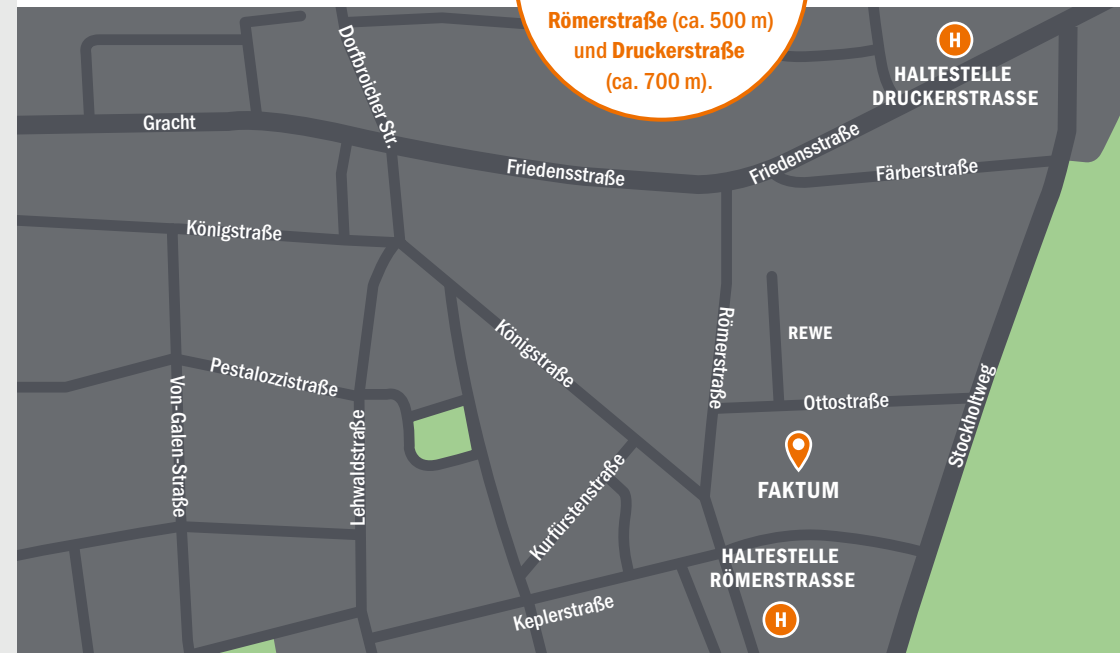 Römerstraße (ca. 500 m)
und Druckerstraße
(ca. 700 m).
H
HALTESTELLE
DRUCKERSTRASSE
Dorfbroicher Str.
Gracht
Friedensstraße
Friedensstraße
Färberstraße
Königstraße
Königstraße
Römerstraße
REWE
Pestalozzistraße
Von-Galen-Straße
Lehwaldstraße
Ottostraße
Stockholtweg
FAKTUM
Kurfürstenstraße
HALTESTELLE
RÖMERSTRASSE
H
Keplerstraße